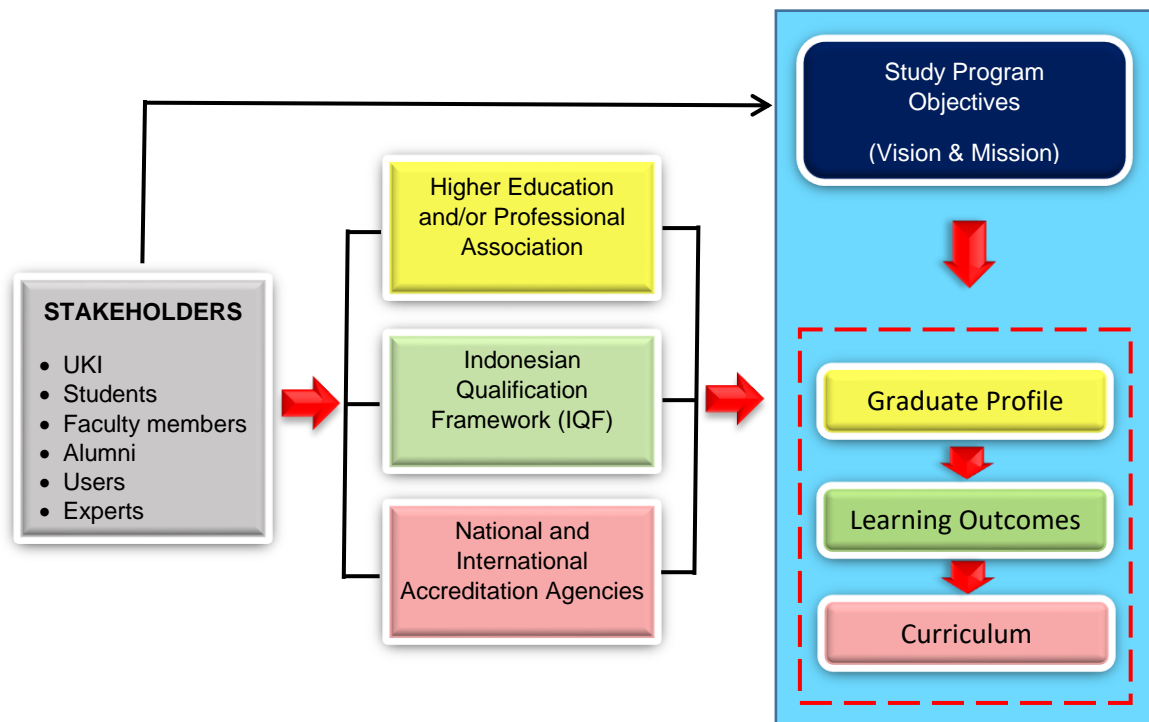 STAKEHOLDERS
• UKI
• Students
• Faculty members
• Alumni
• Users
• Experts
Higher Education
and/or Professional
Association
Indonesian
Qualification
Framework (IQF)
National and
International
Accreditation Agencies
Study Program
Objectives
(Vision & Mission)
Graduate Profile
Learning Outcomes
Curriculum